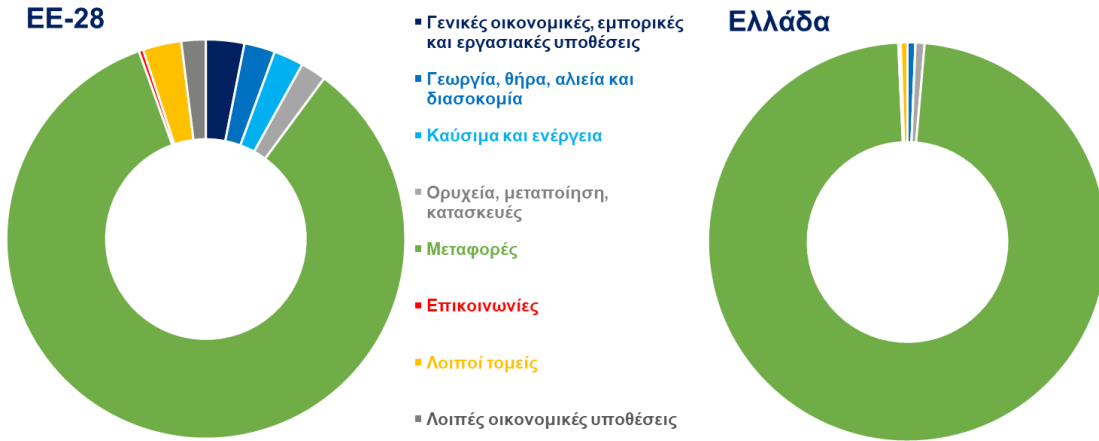 ΕΕ-28
Γενικές οικονομικές, εμπορικές
και εργασιακές υποθέσεις
Γεωργία, θήρα, αλιεία και
διασοκομία
Καύσιμα και ενέργεια
Ορυχεία, μεταποίηση,
κατασκευές
Μεταφορές
Επικοινωνίες
Λοιποί τομείς
Λοιπές οικονομικές υποθέσεις
Ελλάδα